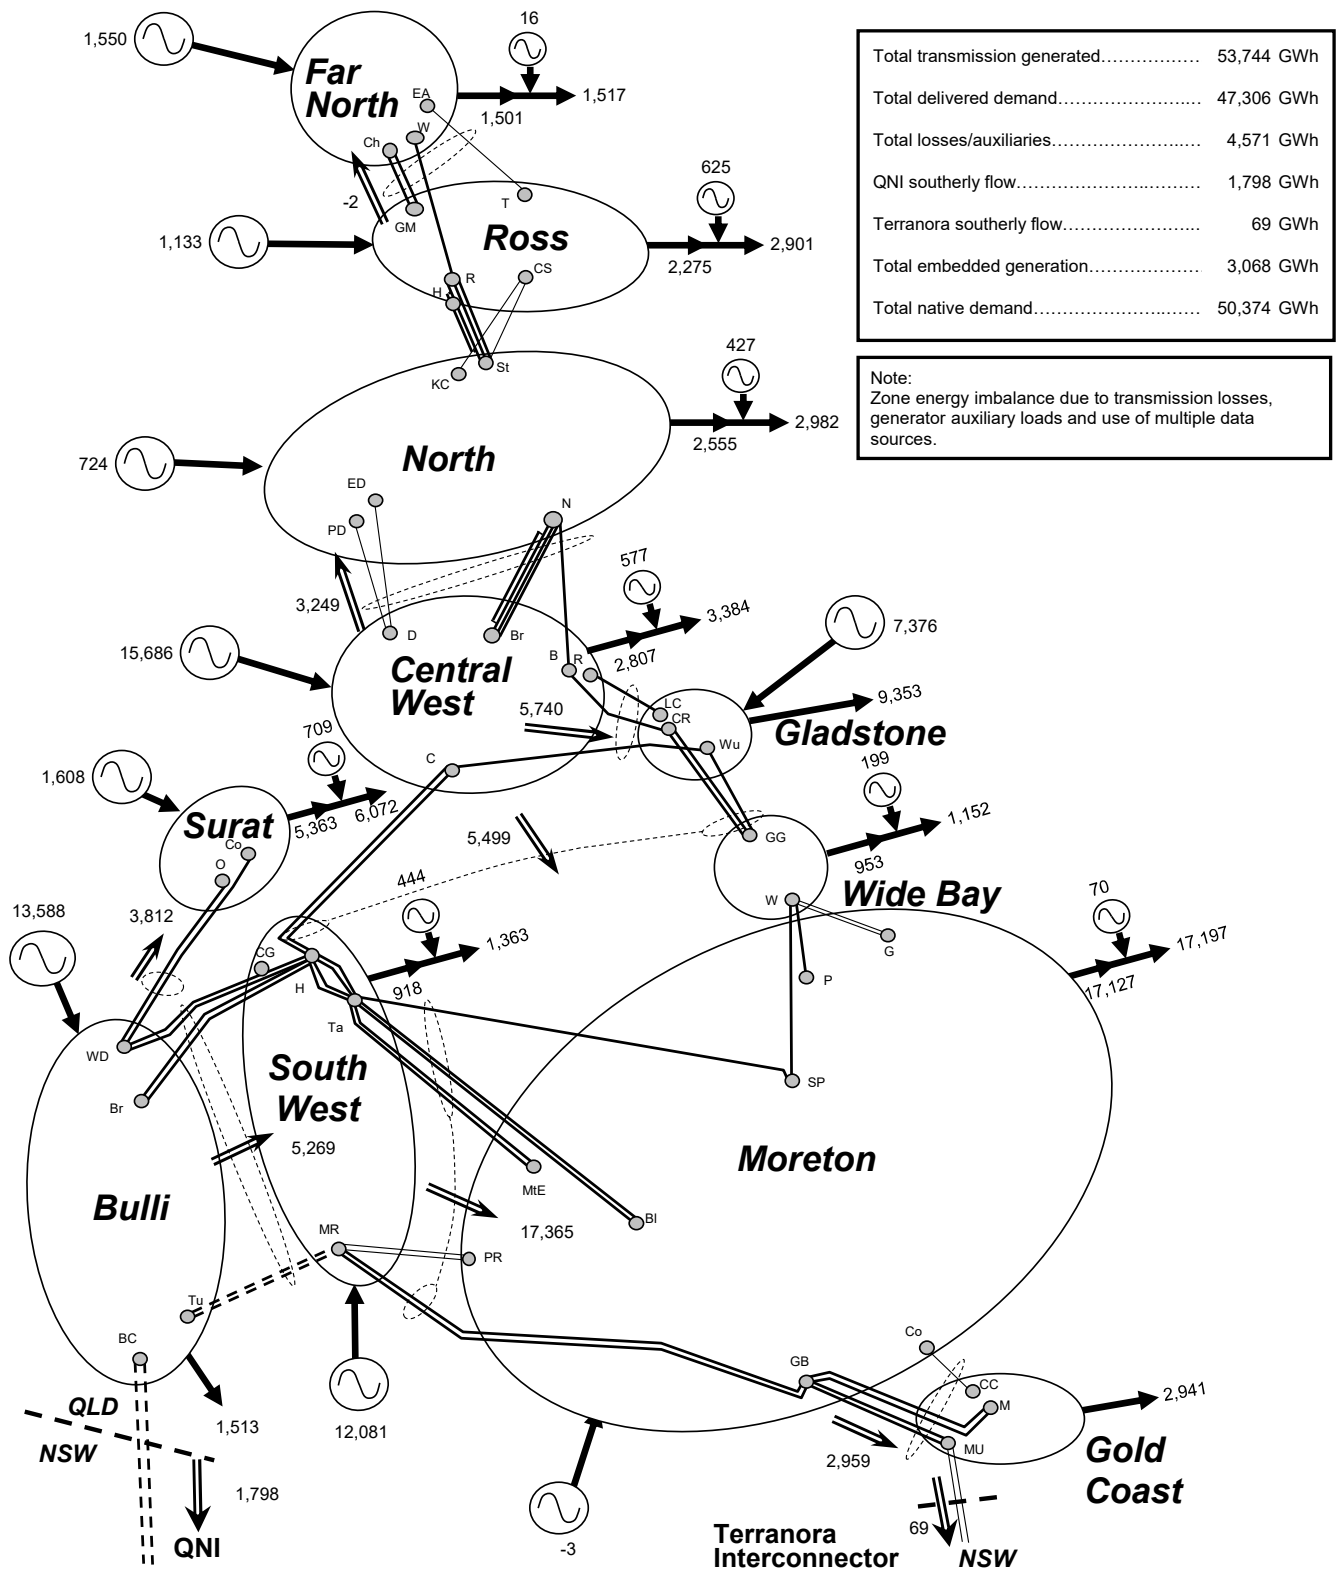 1,550
16
Far
North
EA
W
Ch
1,501
1,517
Total transmission generated................ 53,744 GWh
Total delivered demand.......................... 47,306 GWh
Total losses/auxiliaries........................... 4,571 GWh
QNI southerly flow.................................. 1,798 GWh
Terranora southerly flow......................... 69 GWh
Total embedded generation.................... 3,068 GWh
Total native demand............................... 50,374 GWh
Note:
Zone energy imbalance due to transmission losses,
generator auxiliary loads and use of multiple data
sources.
-2
GM
T
625
1,133
Ross
2,275
2,901
R
CS
H
St
KC
427
724
North
2,555
2,982
ED
PD
N
577
3,249
D
Br
3,384
7,376
15,686
Central
West
B
R
2,807
LC
CR
9,353
5,740
Wu
Gladstone
709
C
199
1,608
Surat
5,363
6,072
Co
O
5,499
GG
1,152
953
W
Wide Bay
444
70
13,588
3,812
CG
H
1,363
918
G
P
17,197
17,127
Ta
WD
Br
South
West
SP
5,269
Moreton
MtE
Bulli
Bl
17,365
MR
PR
Tu
BC
Co
GB
CC
M
2,941
QLD
NSW
1,513
12,081
MU
Gold
Coast
2,959
1,798
QNI
-3
69
Terranora
Interconnector
NSW